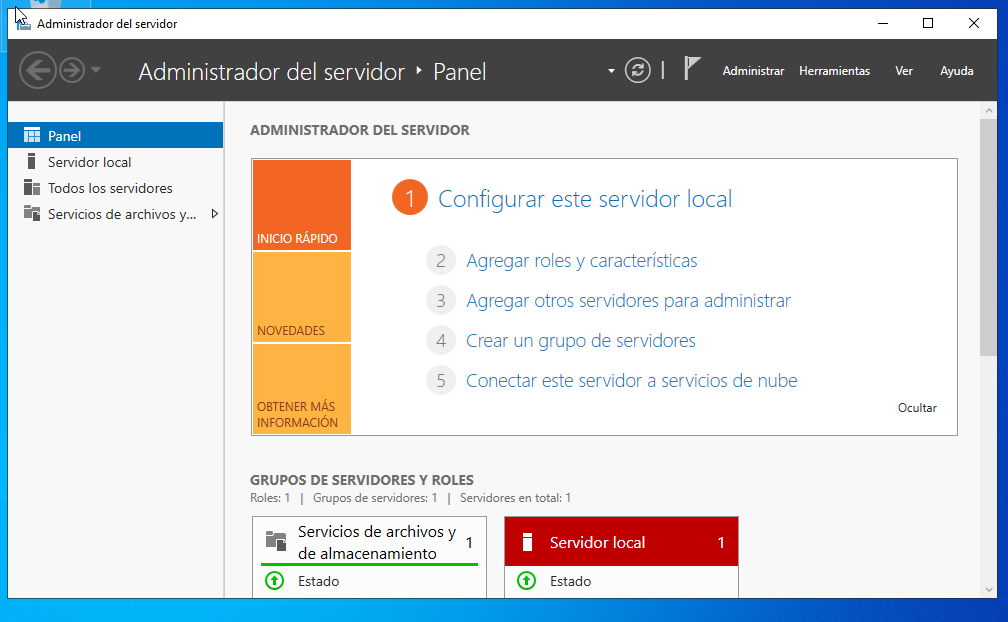 Administrador del servidor
Administrador del servidor Panel
Administrar Herramientas Ver Ayuda
Panel
Servidor local
Todos los servidores
Servicios de archivos y...
ADMINISTRADOR DEL SERVIDOR
INICIO RÁPIDO
NOVEDADES
OBTENER MÁS
INFORMACIÓN
1 Configurar este servidor local
2 Agregar roles y características
3 Agregar otros servidores para administrar
4 Crear un grupo de servidores
5 Conectar este servidor a servicios de nube
Ocultar
GRUPOS DE SERVIDORES Y ROLES
Roles: 1 | Grupos de servidores: 1 | Servidores en total: 1
Servicios de archivos y
de almacenamiento
1
Estado
Servidor local 1
Estado